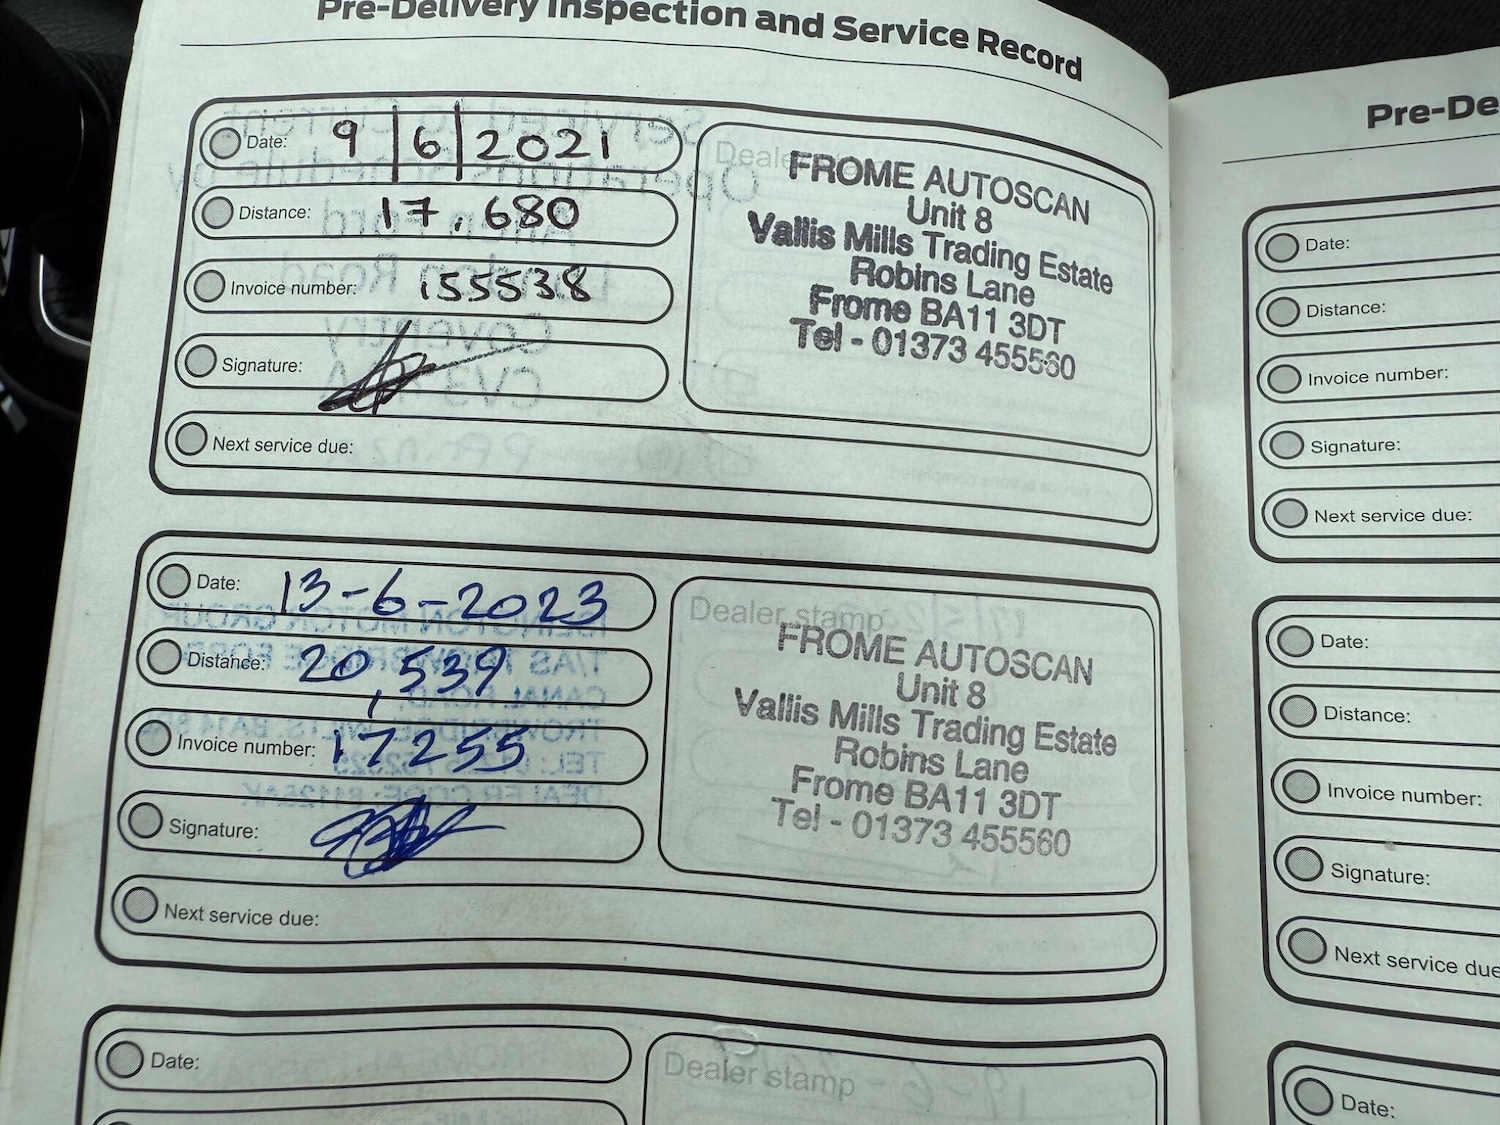 Pre-Delivery Inspection and Service Record
Date: 9 | 6 | 2021
Distance: 17,680
Invoice number: 155538
Signature:
Next service due:
Dealer
FROME AUTOSCAN
Unit 8
Vallis Mills Trading Estate
Robins Lane
Frome BA11 3DT
Tel - 01373 455560
Date: 13-6-2023
Distance: 20,539
Invoice number: 17255
Signature:
Next service due:
Dealer stamp
FROME AUTOSCAN
Unit 8
Vallis Mills Trading Estate
Robins Lane
Frome BA11 3DT
Tel - 01373 455560
Date:
Dealer stamp
Pre-De
Date:
Distance:
Invoice number:
Signature:
Next service due:
Date:
Distance:
Invoice number:
Signature:
Next service due
Date: